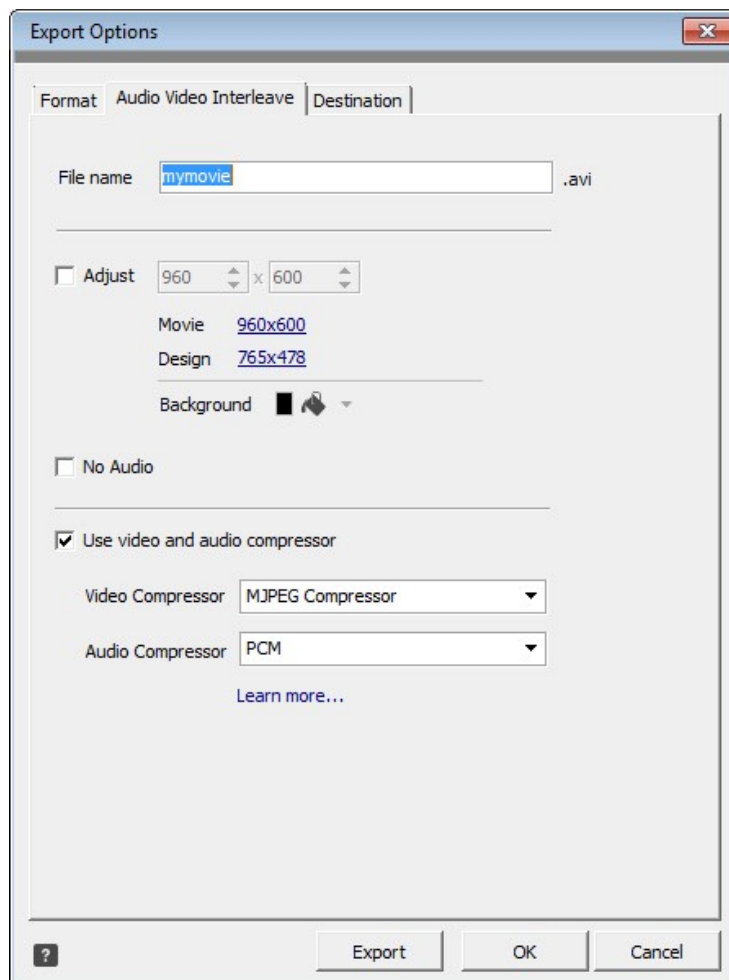 Export Options
Format Audio Video Interleave Destination
File name mymovie .avi
Adjust 960 x 600
Movie 960x600
Design 765x478
Background
No Audio
Use video and audio compressor
Video Compressor MJPEG Compressor
Audio Compressor PCM
Learn more...
? Export OK Cancel